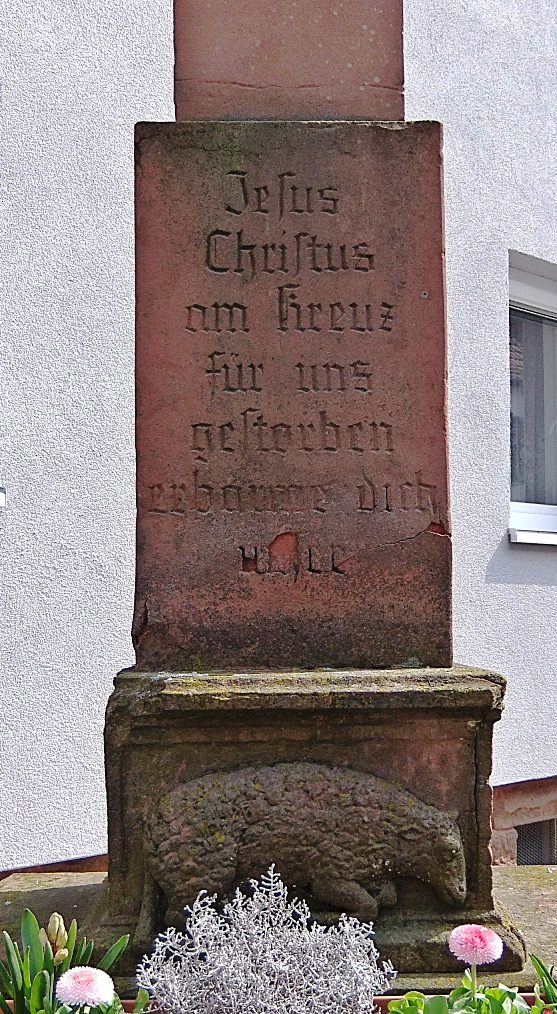 Jesus
Christus
am Kreuz
für uns
gestorben
erbarme dich